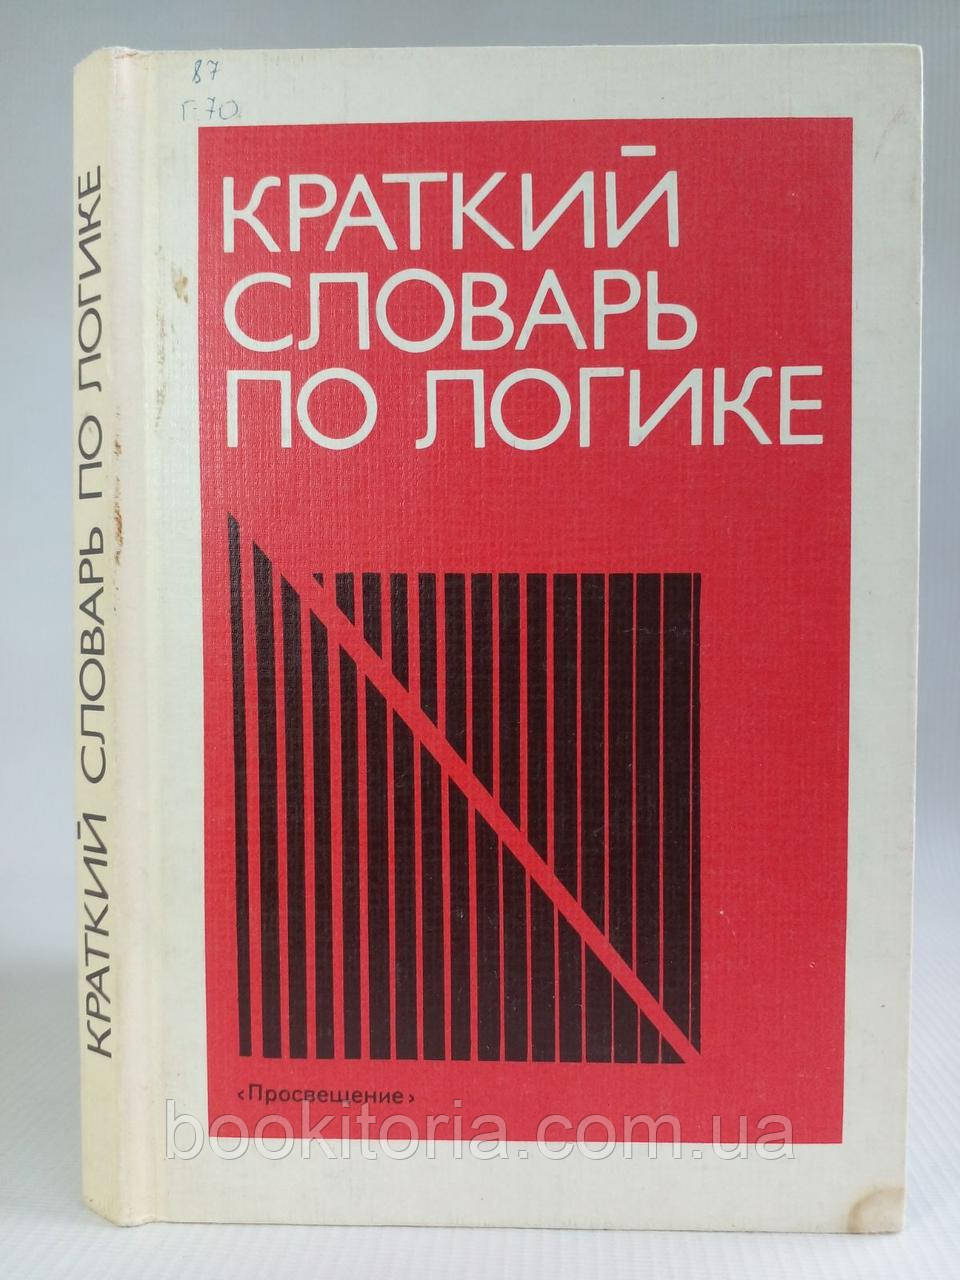 87
Г-70
КРАТКИЙ
СЛОВАРЬ
ПО ЛОГИКЕ
КРАТКИЙ СЛОВАРЬ ПО ЛОГИКЕ
‹Просвещение›
bookitoria.com.ua